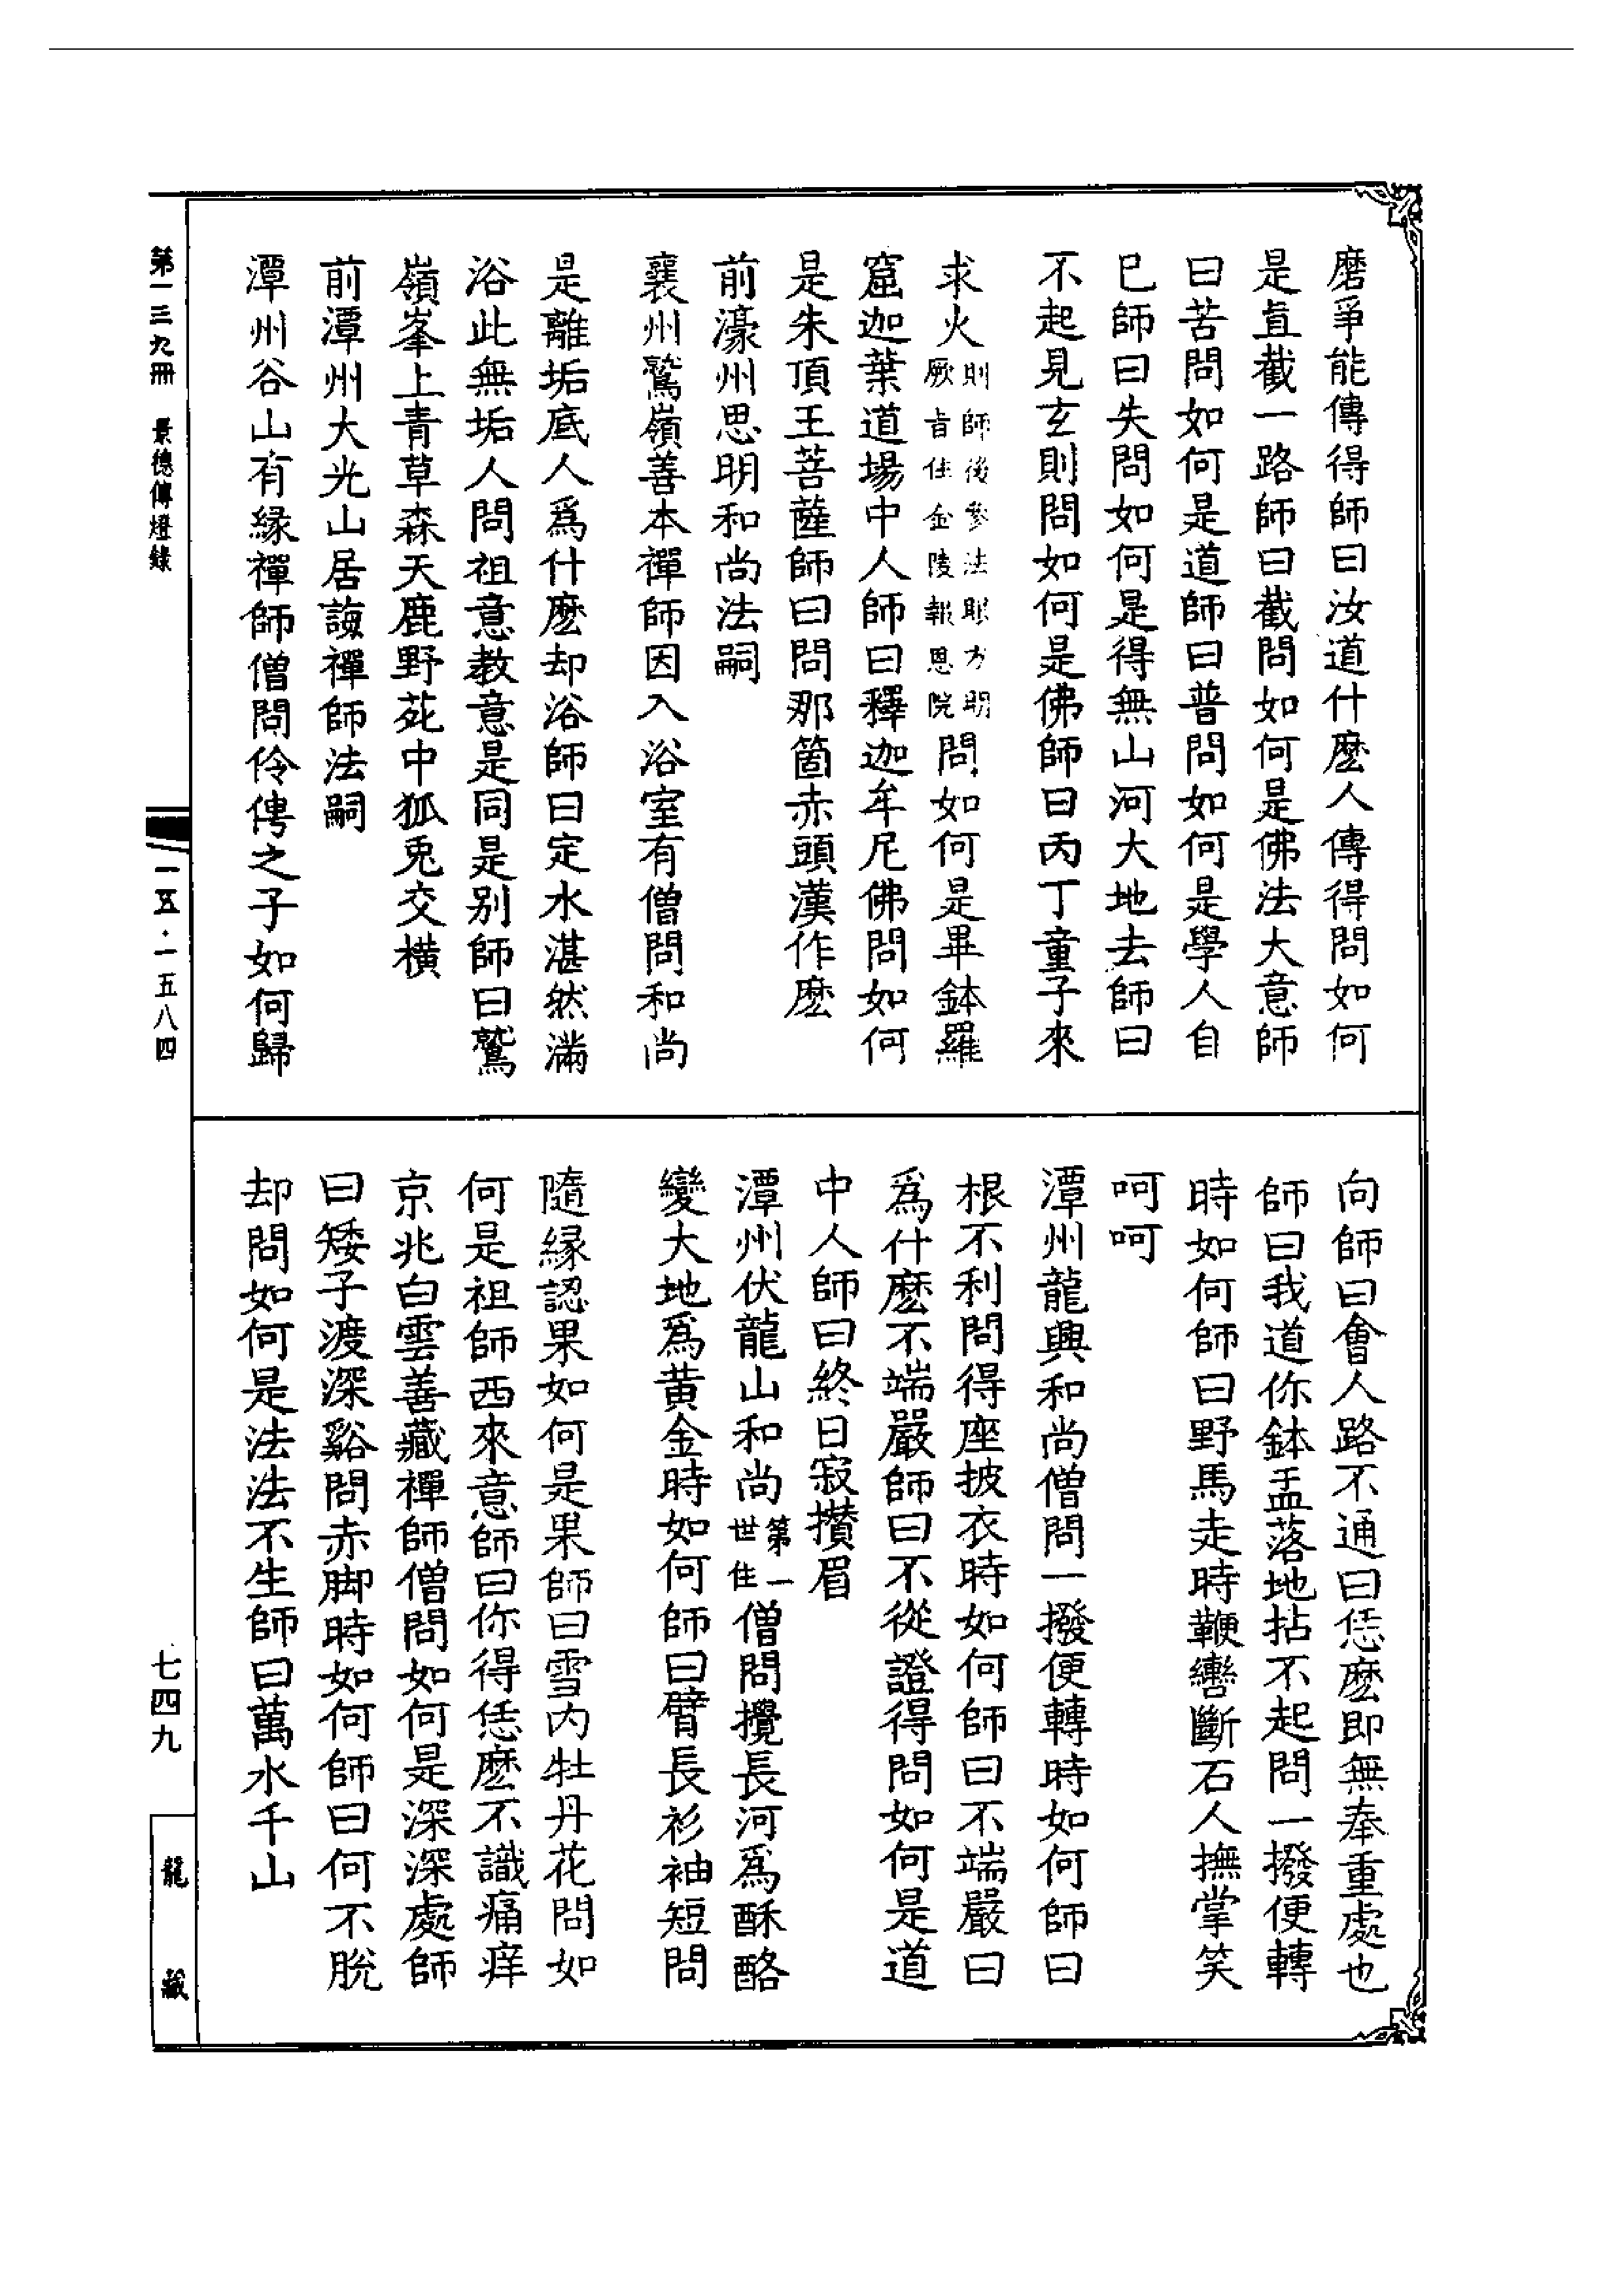 磨爭能傳得師曰汝道什麽人傳得問如何
是直截一路師曰截問如何是佛法大意師
曰苦問如何是道師曰普問如何是學人自
已師曰失問如何是得無山河大地去師曰
不起見玄則問如何是佛師曰丙丁童子來
求火則師後參法眼方明厥旨住金陵報恩院問如何是畢鉢羅
窟迦葉道場中人師曰釋迦牟尼佛問如何
是朱頂王菩薩師曰問那箇赤頭漢作麽
前濠州思明和尚法嗣
襄州鷲嶺善本禪師因入浴室有僧問和尚
是離垢底人爲什麽却浴師曰定水湛然滿
浴此無垢人問祖意教意是同是別師曰鷲
嶺峯上青草森天鹿野苑中狐兎交橫
前潭州大光山居誨禪師法嗣
潭州谷山有緣禪師僧問伶俜之子如何歸
向師曰會人路不通曰恁麽即無奉重處也
師曰我道你鉢盂落地拈不起問一撥便轉
時如何師曰野馬走時鞭轡斷石人撫掌笑
呵呵
潭州龍興和尚僧問一撥便轉時如何師曰
根不利問得座披衣時如何師曰不端嚴曰
爲什麽不端嚴師曰不從證得問如何是道
中人師曰終日寂攢眉
潭州伏龍山和尚第一世住僧問攪長河爲酥酪
變大地爲黃金時如何師曰臂長衫袖短問
隨緣認果如何是果師曰雪内牡丹花問如
何是祖師西來意師曰你得恁麽不識痛痒
京兆白雲善藏禪師僧問如何是深深處師
曰矮子渡深谿問赤脚時如何師曰何不脫
却問如何是法法不生師曰萬水千山
第一三九冊 景德傳燈錄
一五·一五八四
七四九
龍藏